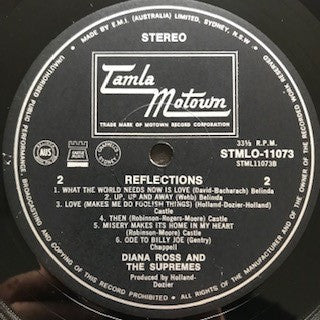 MADE BY E.M.I. (AUSTRALIA) LIMITED, SYDNEY, N.S.W.
STEREO
Tamla
Motown
TRADE MARK OF MOTOWN RECORD CORPORATION
33⅓ R.P.M.
STMLO-11073
STML11073B
AUS
CASTLE MUSIC
SYDNEY
2 REFLECTIONS 2
1. WHAT THE WORLD NEEDS NOW IS LOVE (David-Bacharach) Belinda
2. UP, UP AND AWAY (Webb) Belinda
3. LOVE (MAKES ME DO FOOLISH THINGS) (Holland-Dozier-Holland)
Castle
4. THEN (Robinson-Rogers-Moore) Castle
5. MISERY MAKES ITS HOME IN MY HEART
(Robinson-Moore) Castle
6. ODE TO BILLY JOE (Gentry)
Chappell
DIANA ROSS AND
THE SUPREMES
Produced by Holland-
Dozier
UNAUTHORISED PUBLIC PERFORMANCE BROADCASTING AND COPYING OF THIS RECORD PROHIBITED • ALL RIGHTS OF THE MANUFACTURER AND OF THE OWNER OF THE RECORDED WORK RESERVED